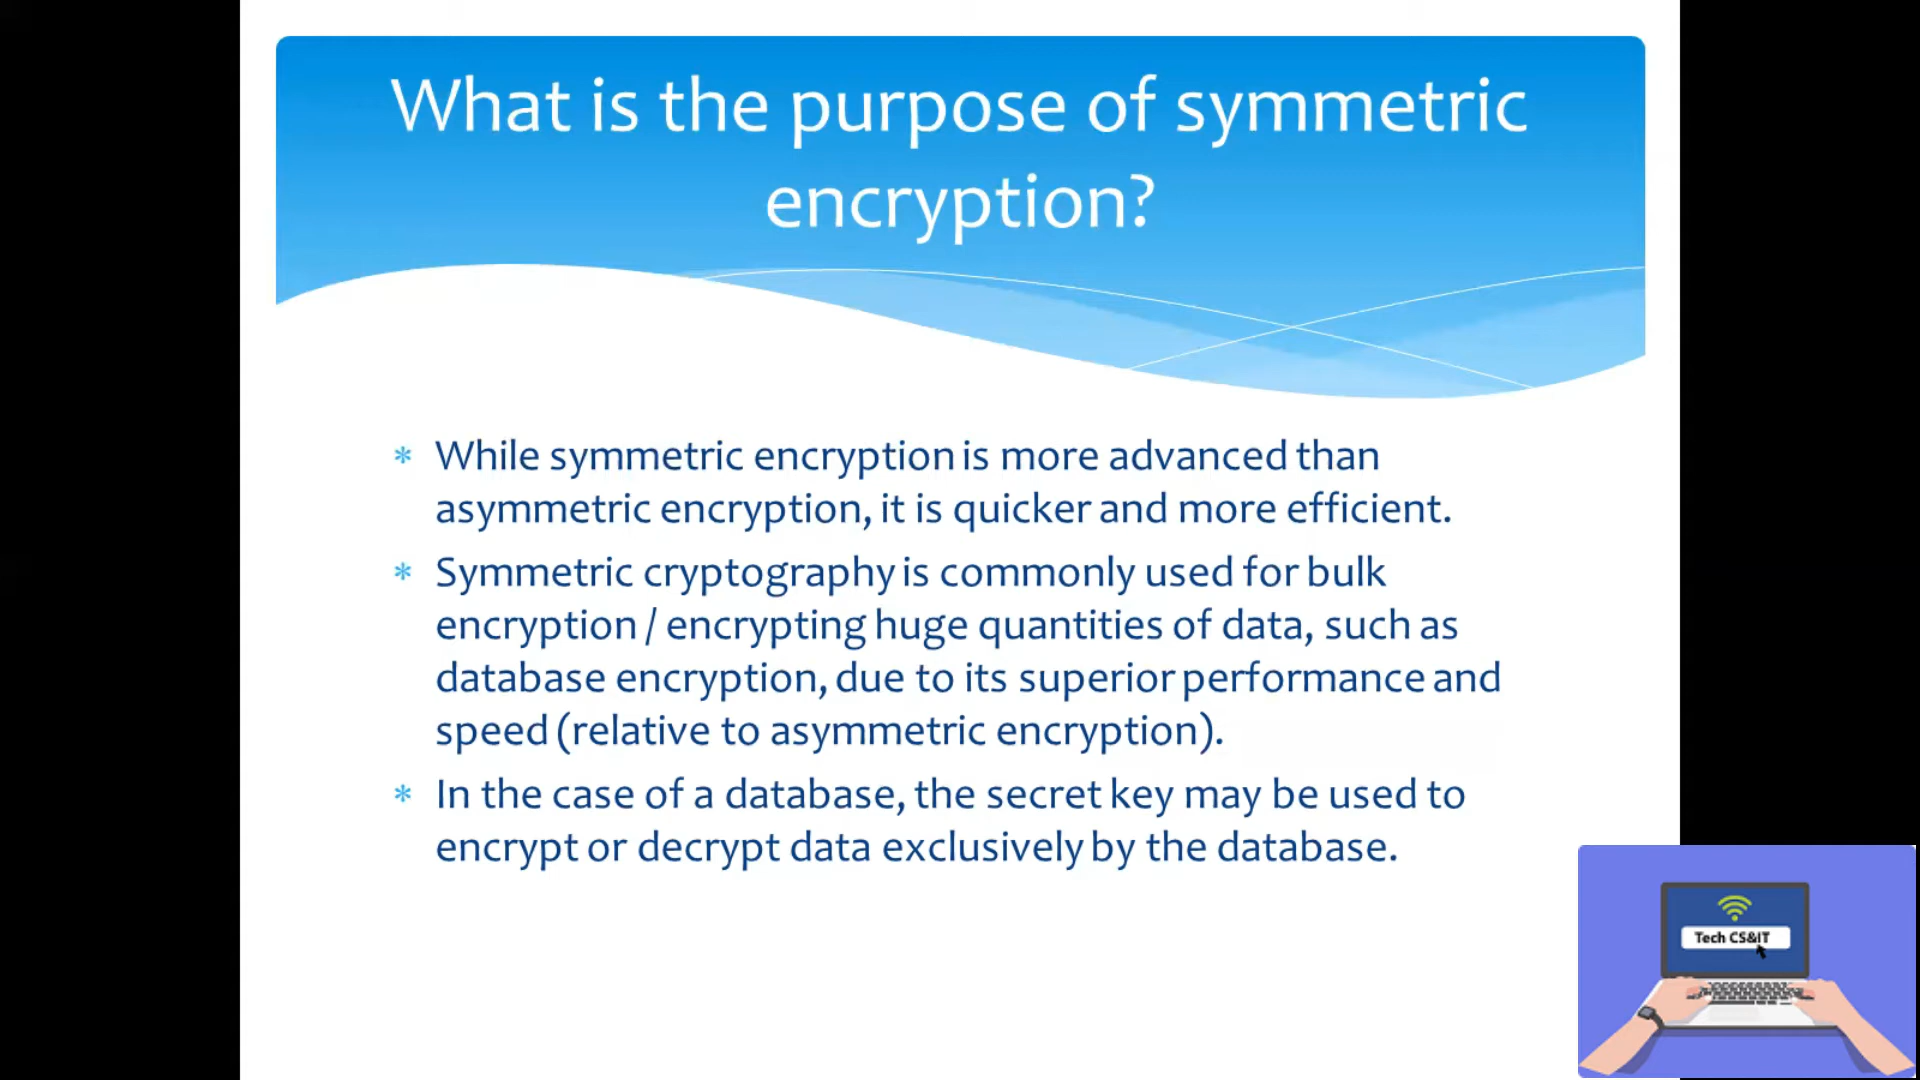 What is the purpose of symmetric
encryption?
* While symmetric encryption is more advanced than
asymmetric encryption, it is quicker and more efficient.
* Symmetric cryptography is commonly used for bulk
encryption / encrypting huge quantities of data, such as
database encryption, due to its superior performance and
speed (relative to asymmetric encryption).
* In the case of a database, the secret key may be used to
encrypt or decrypt data exclusively by the database.
Tech CS&IT